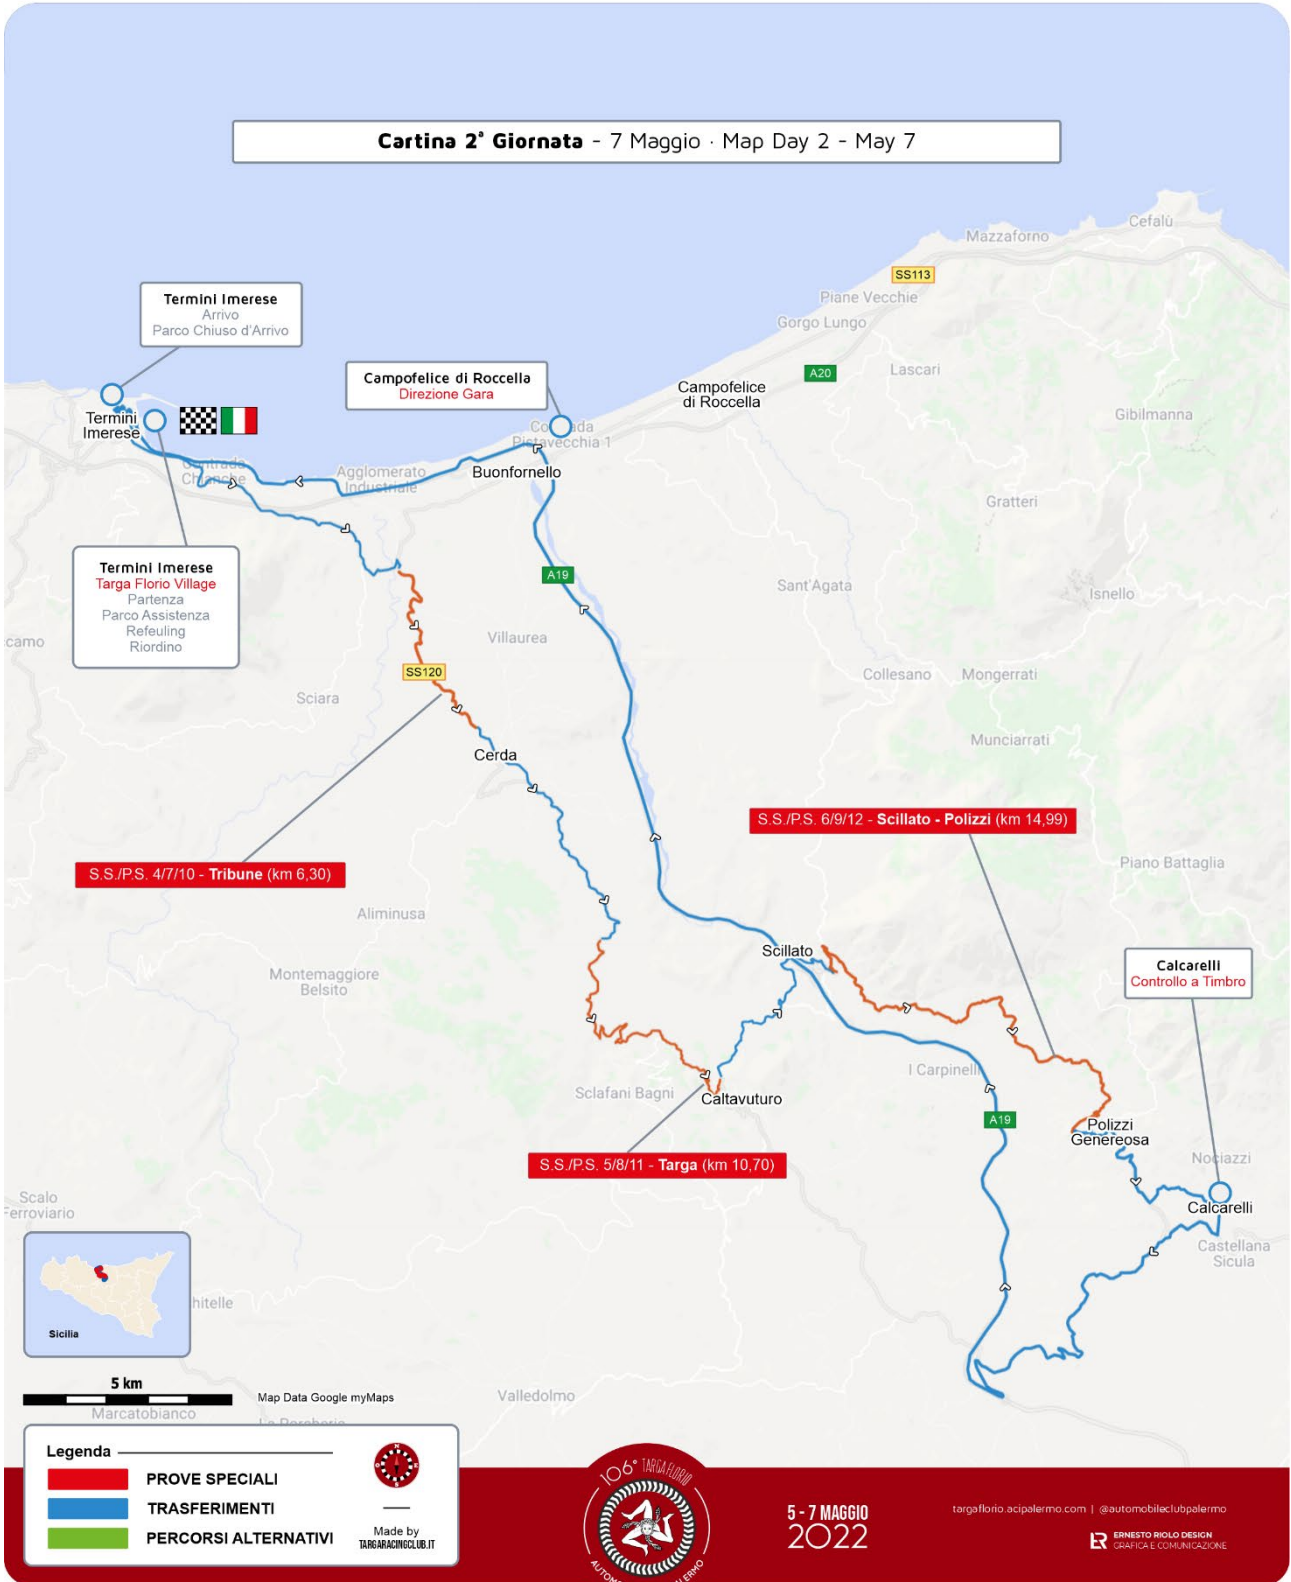 Cartina 2ª Giornata - 7 Maggio · Map Day 2 - May 7
Cefalù
Mazzaforno
SS113
Piane Vecchie
Gorgo Lungo
Termini Imerese
Arrivo
Parco Chiuso d'Arrivo
Campofelice di Roccella
Direzione Gara
A20
Lascari
Campofelice
di Roccella
Gibilmanna
Termini
Imerese
Pistavecchia 1
Contrada
Chianche
Agglomerato
Industriale
Buonfornello
Gratteri
Termini Imerese
Targa Florio Village
Partenza
Parco Assistenza
Refeuling
Riordino
A19
Sant'Agata
Isnello
ccamo
Villaurea
SS120
Sciara
Collesano
Mongerrati
Munciarrati
Cerda
S.S./P.S. 6/9/12 - Scillato - Polizzi (km 14,99)
S.S./P.S. 4/7/10 - Tribune (km 6,30)
Piano Battaglia
Aliminusa
Scillato
Montemaggiore
Belsito
Calcarelli
Controllo a Timbro
I Carpinelli
Sclafani Bagni
Caltavuturo
A19
Polizzi
Genereosa
Nociazzi
S.S./P.S. 5/8/11 - Targa (km 10,70)
Scalo
Ferroviario
Calcarelli
Castellana
Sicula
hitelle
Sicilia
5 km
Map Data Google myMaps
Valledolmo
Marcatobianco
Legenda
PROVE SPECIALI
TRASFERIMENTI
PERCORSI ALTERNATIVI
N
E
S
O
Made by
TARGARACINGCLUB.IT
106° TARGA FLORIO
5 - 7 MAGGIO
2022
targaflorio.acipalermo.com | @automobileclubpalermo
ER
ERNESTO RIOLO DESIGN
GRAFICA E COMUNICAZIONE